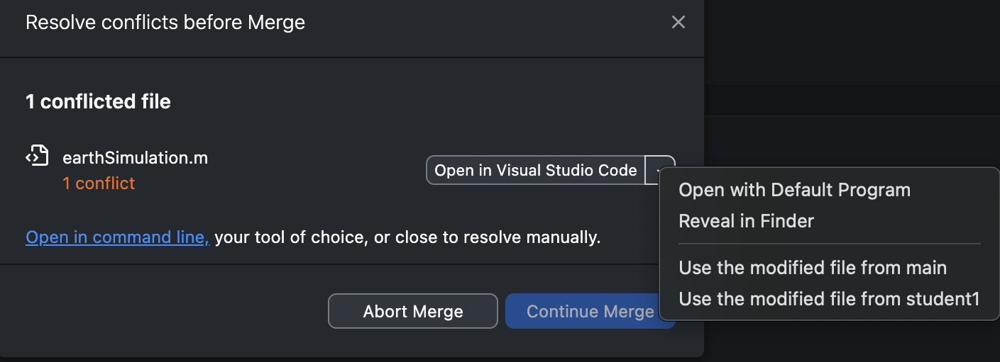 Resolve conflicts before Merge
1 conflicted file
earthSimulation.m
1 conflict
Open in Visual Studio Code
Open with Default Program
Reveal in Finder
Use the modified file from main
Use the modified file from student1
Open in command line, your tool of choice, or close to resolve manually.
Abort Merge
Continue Merge